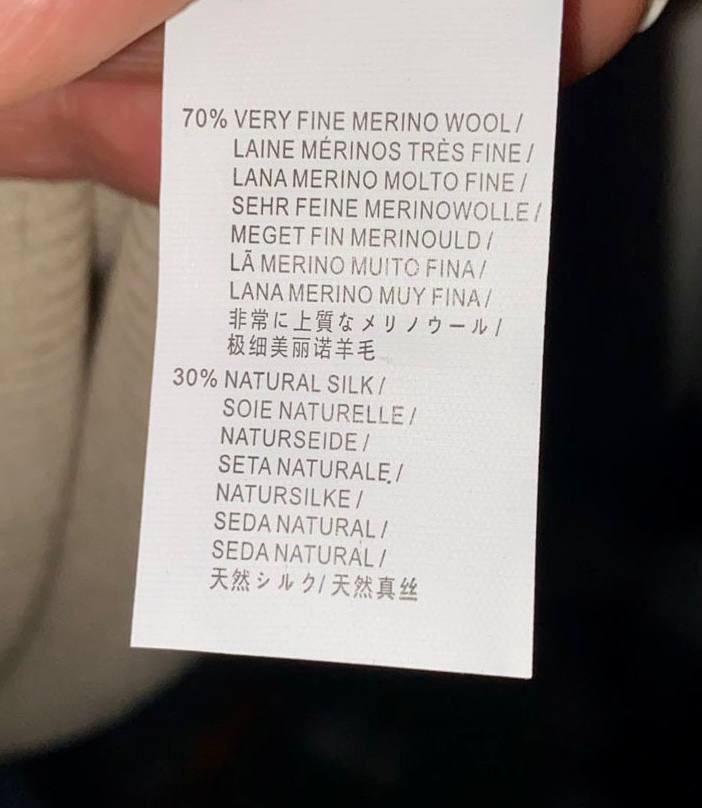 70% VERY FINE MERINO WOOL/
LAINE MÉRINOS TRÈS FINE/
LANA MERINO MOLTO FINE/
SEHR FEINE MERINOWOLLE/
MEGET FIN MERINOULD/
LÃ MERINO MUITO FINA/
LANA MERINO MUY FINA/
非常に上質なメリノウール/
极细美丽诺羊毛
30% NATURAL SILK/
SOIE NATURELLE/
NATURSEIDE/
SETA NATURALE/
NATURSILKE/
SEDA NATURAL/
SEDA NATURAL/
天然シルク/天然真丝